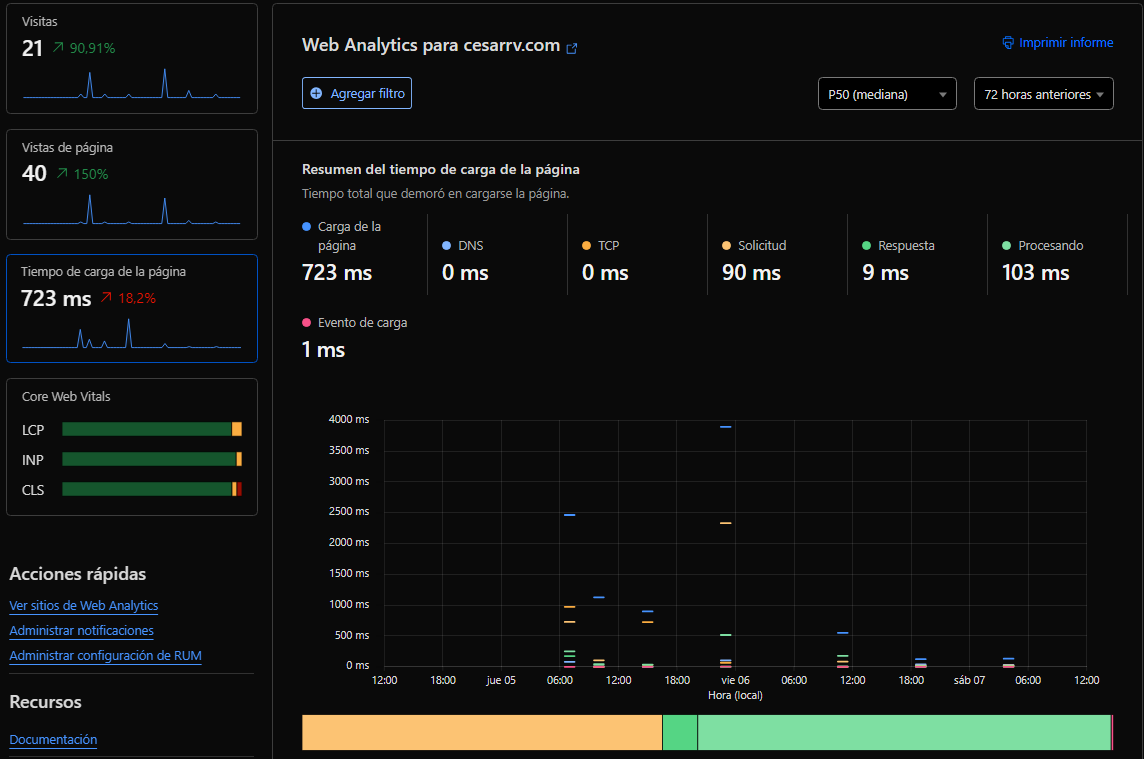 Visitas
21 90,91%
Vistas de página
40 150%
Tiempo de carga de la página
723 ms 18,2%
Core Web Vitals
LCP
INP
CLS
Acciones rápidas
Ver sitios de Web Analytics
Administrar notificaciones
Administrar configuración de RUM
Recursos
Documentación
Web Analytics para cesarrv.com
Imprimir informe
Agregar filtro
P50 (mediana)
72 horas anteriores
Resumen del tiempo de carga de la página
Tiempo total que demoró en cargarse la página.
Carga de la
página
723 ms
DNS
0 ms
TCP
0 ms
Solicitud
90 ms
Respuesta
9 ms
Procesando
103 ms
Evento de carga
1 ms
4000 ms
3500 ms
3000 ms
2500 ms
2000 ms
1500 ms
1000 ms
500 ms
0 ms
12:00 18:00 jue 05 06:00 12:00 18:00 vie 06 06:00 12:00 18:00 sáb 07 06:00 12:00
Hora (local)